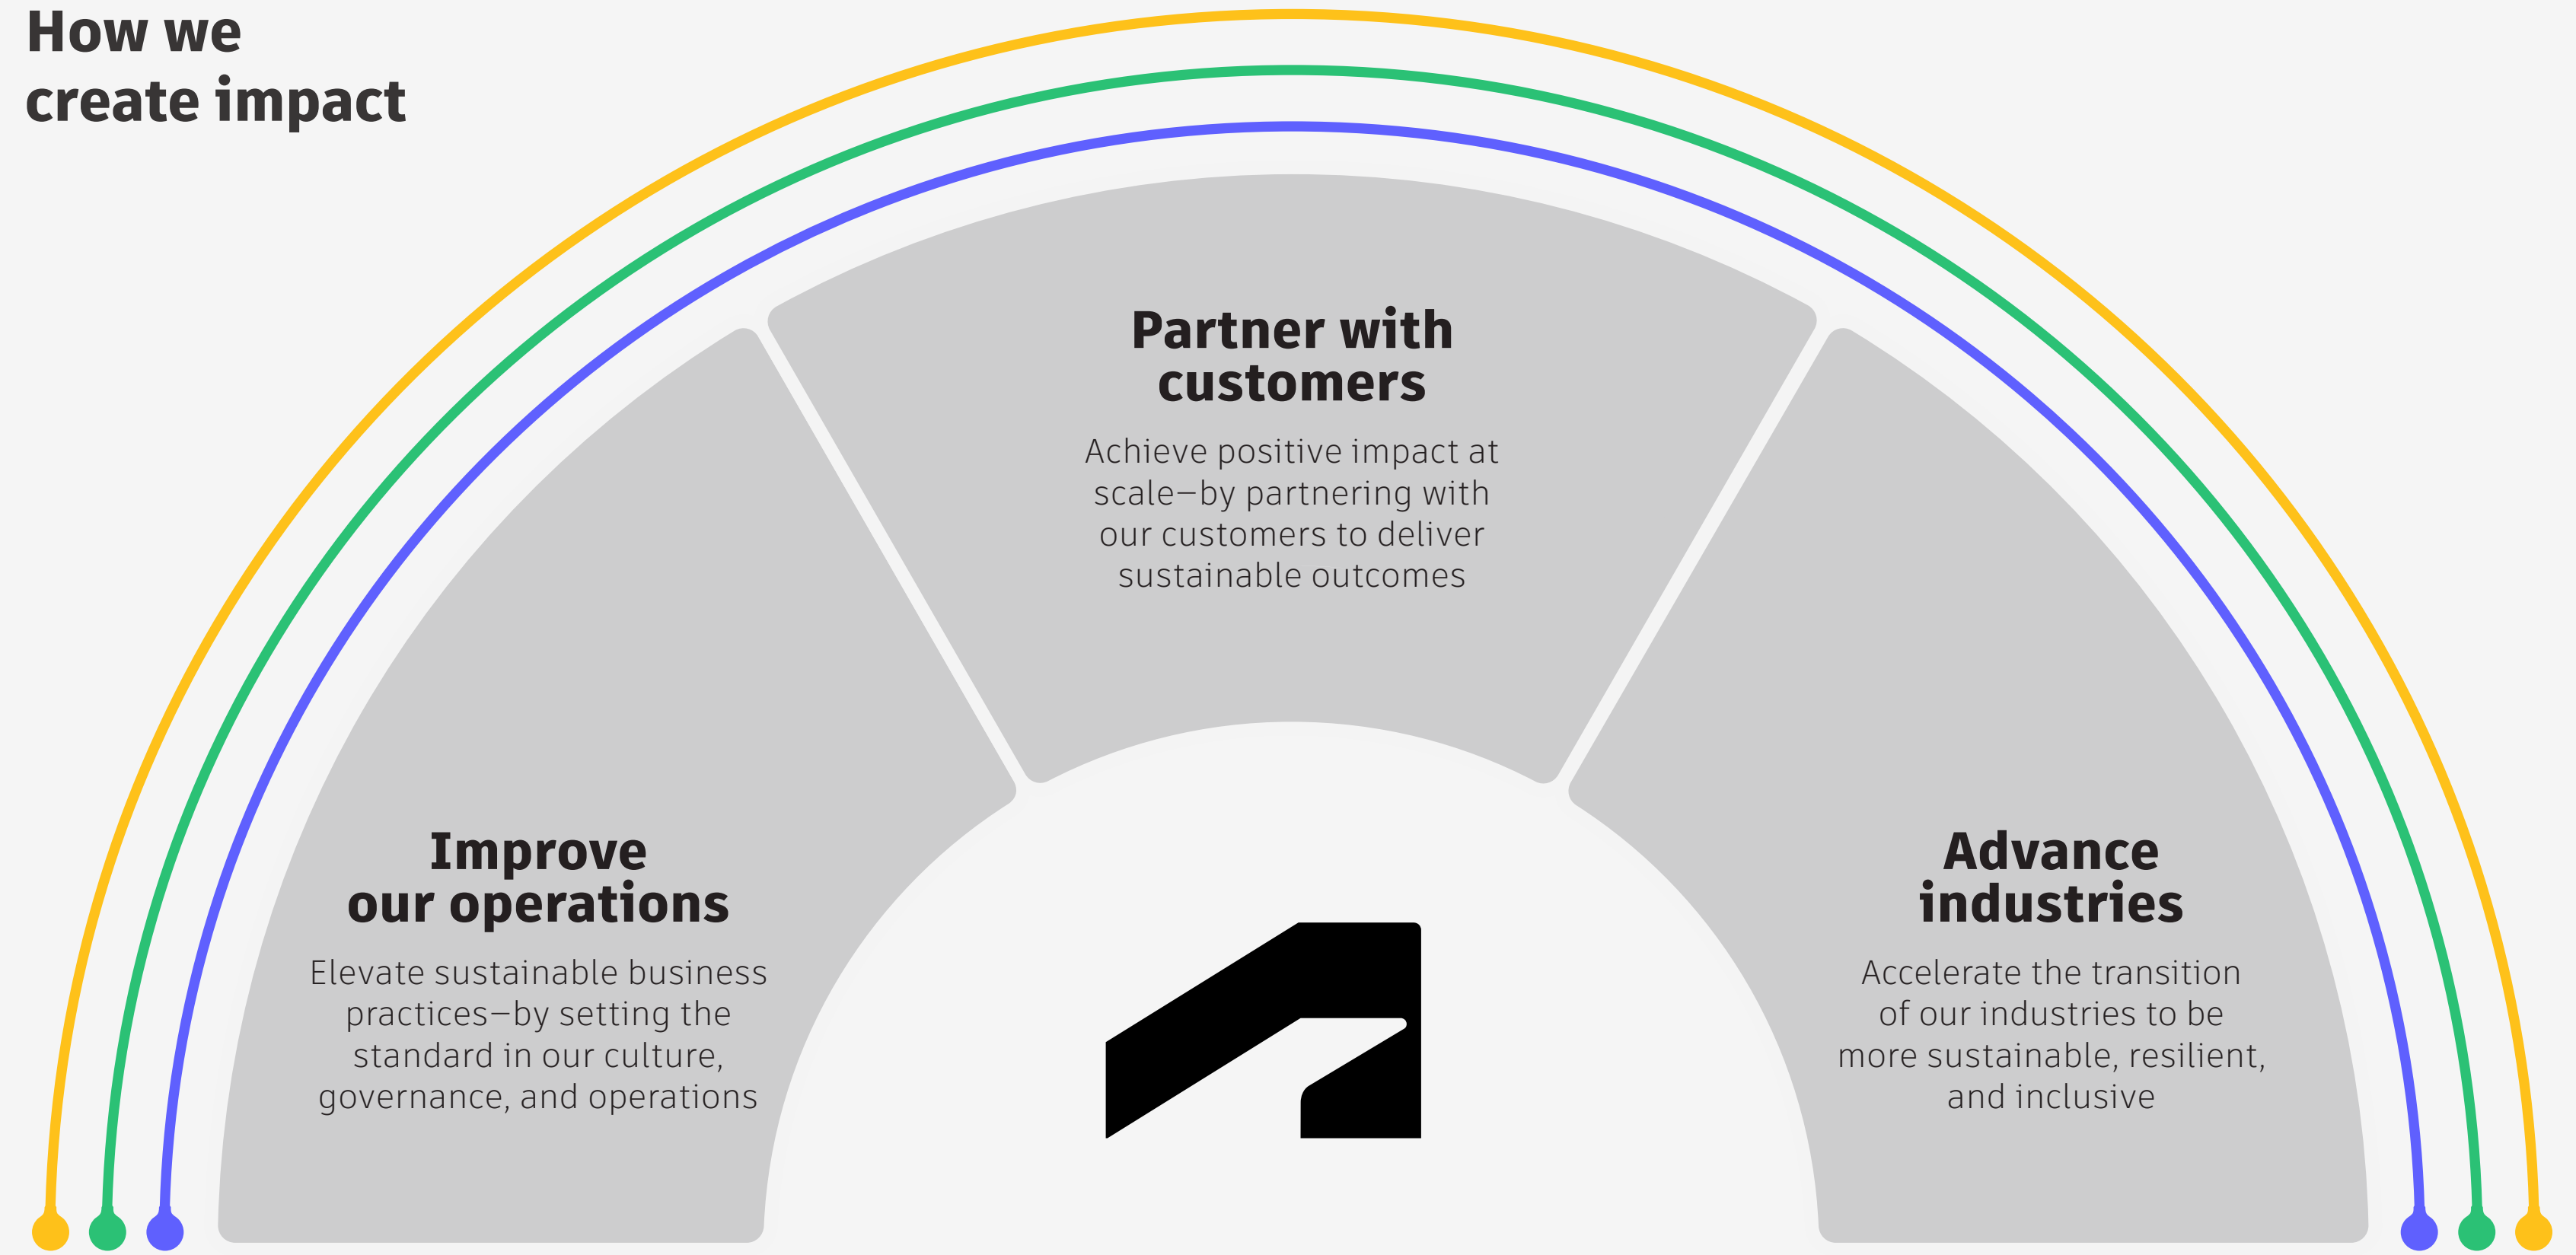 How we
create impact
Partner with
customers
Achieve positive impact at
scale—by partnering with
our customers to deliver
sustainable outcomes
Improve
our operations
Elevate sustainable business
practices—by setting the
standard in our culture,
governance, and operations
Advance
industries
Accelerate the transition
of our industries to be
more sustainable, resilient,
and inclusive